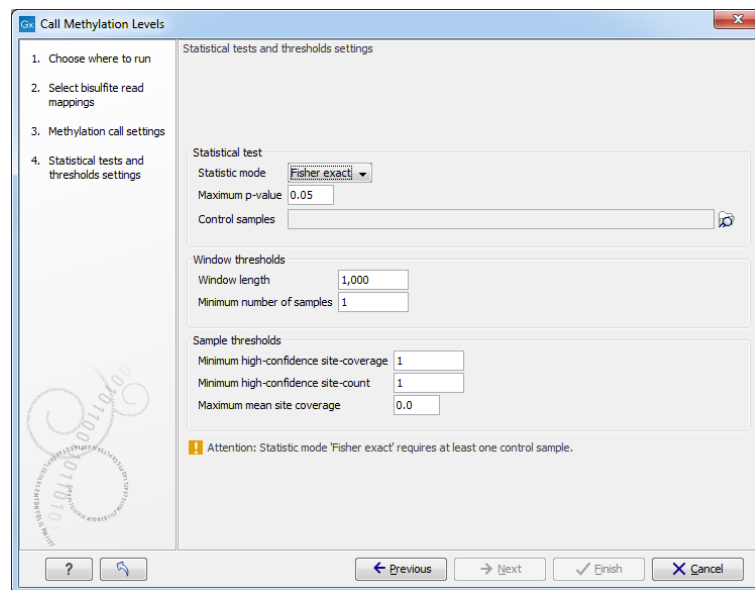 Gx Call Methylation Levels
1. Choose where to run
2. Select bisulfite read
mappings
3. Methylation call settings
4. Statistical tests and
thresholds settings
Statistical tests and thresholds settings
Statistical test
Statistic mode Fisher exact
Maximum p-value 0.05
Control samples
Window thresholds
Window length 1,000
Minimum number of samples 1
Sample thresholds
Minimum high-confidence site-coverage 1
Minimum high-confidence site-count 1
Maximum mean site coverage 0.0
! Attention: Statistic mode 'Fisher exact' requires at least one control sample.
? Previous Next Finish Cancel